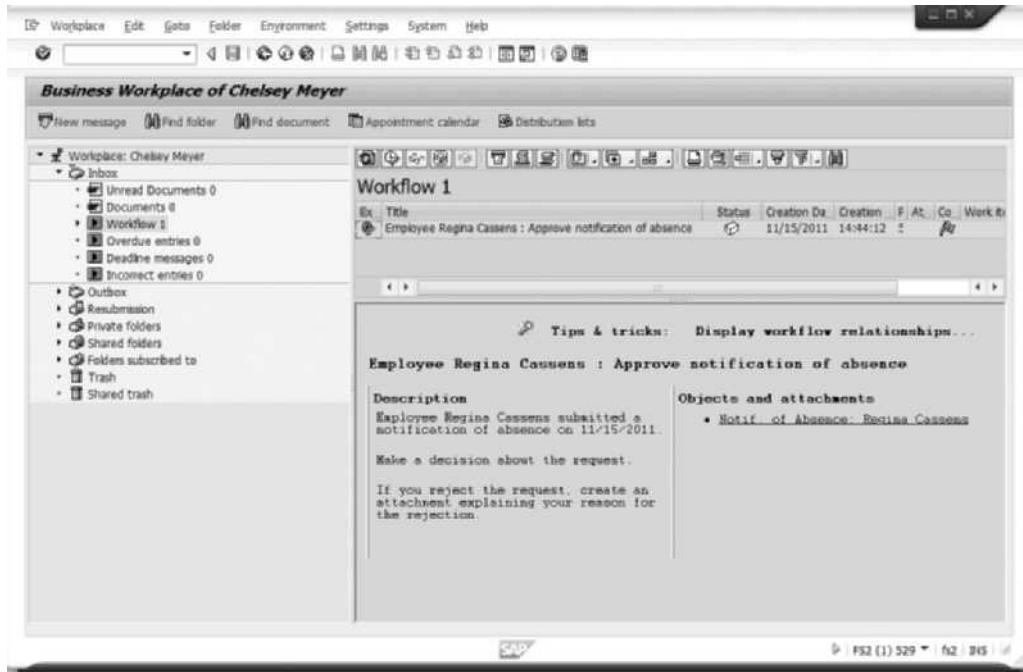 Workplace Edit Goto Folder Environment Settings System Help
Business Workplace of Chelsey Meyer
New message Find folder Find document Appointment calendar Distribution lists
Workplace: Chelsey Meyer
Inbox
Unread Documents 0
Documents 0
Workflow 1
Overdue entries 0
Deadline messages 0
Incorrect entries 0
Outbox
Resubmission
Private folders
Shared folders
Folders subscribed to
Trash
Shared trash
Workflow 1
Ex.. Title Status Creation Da.. Creation ... P At.. Co.. Work it
Employee Regina Cassens : Approve notification of absence 11/15/2011 14:44:12 5
Tips & tricks: Display workflow relationships...
Employee Regina Cassens : Approve notification of absence
Description
Employee Regina Cassens submitted a
notification of absence on 11/15/2011.
Make a decision about the request.
If you reject the request, create an
attachment explaining your reason for
the rejection.
Objects and attachments
Notif. of Absence: Regina Cassens
SAP
FS2 (1) 529 fs2 INS